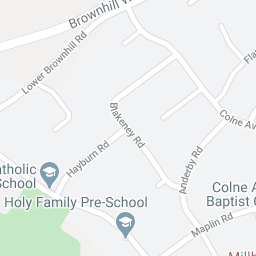 Brownhill
Lower Brownhill Rd
Blakeney Rd
Colne Av
Hayburn Rd
Anderby Rd
atholic
School
Holy Family Pre-School
Colne A
Baptist C
Maplin Rd